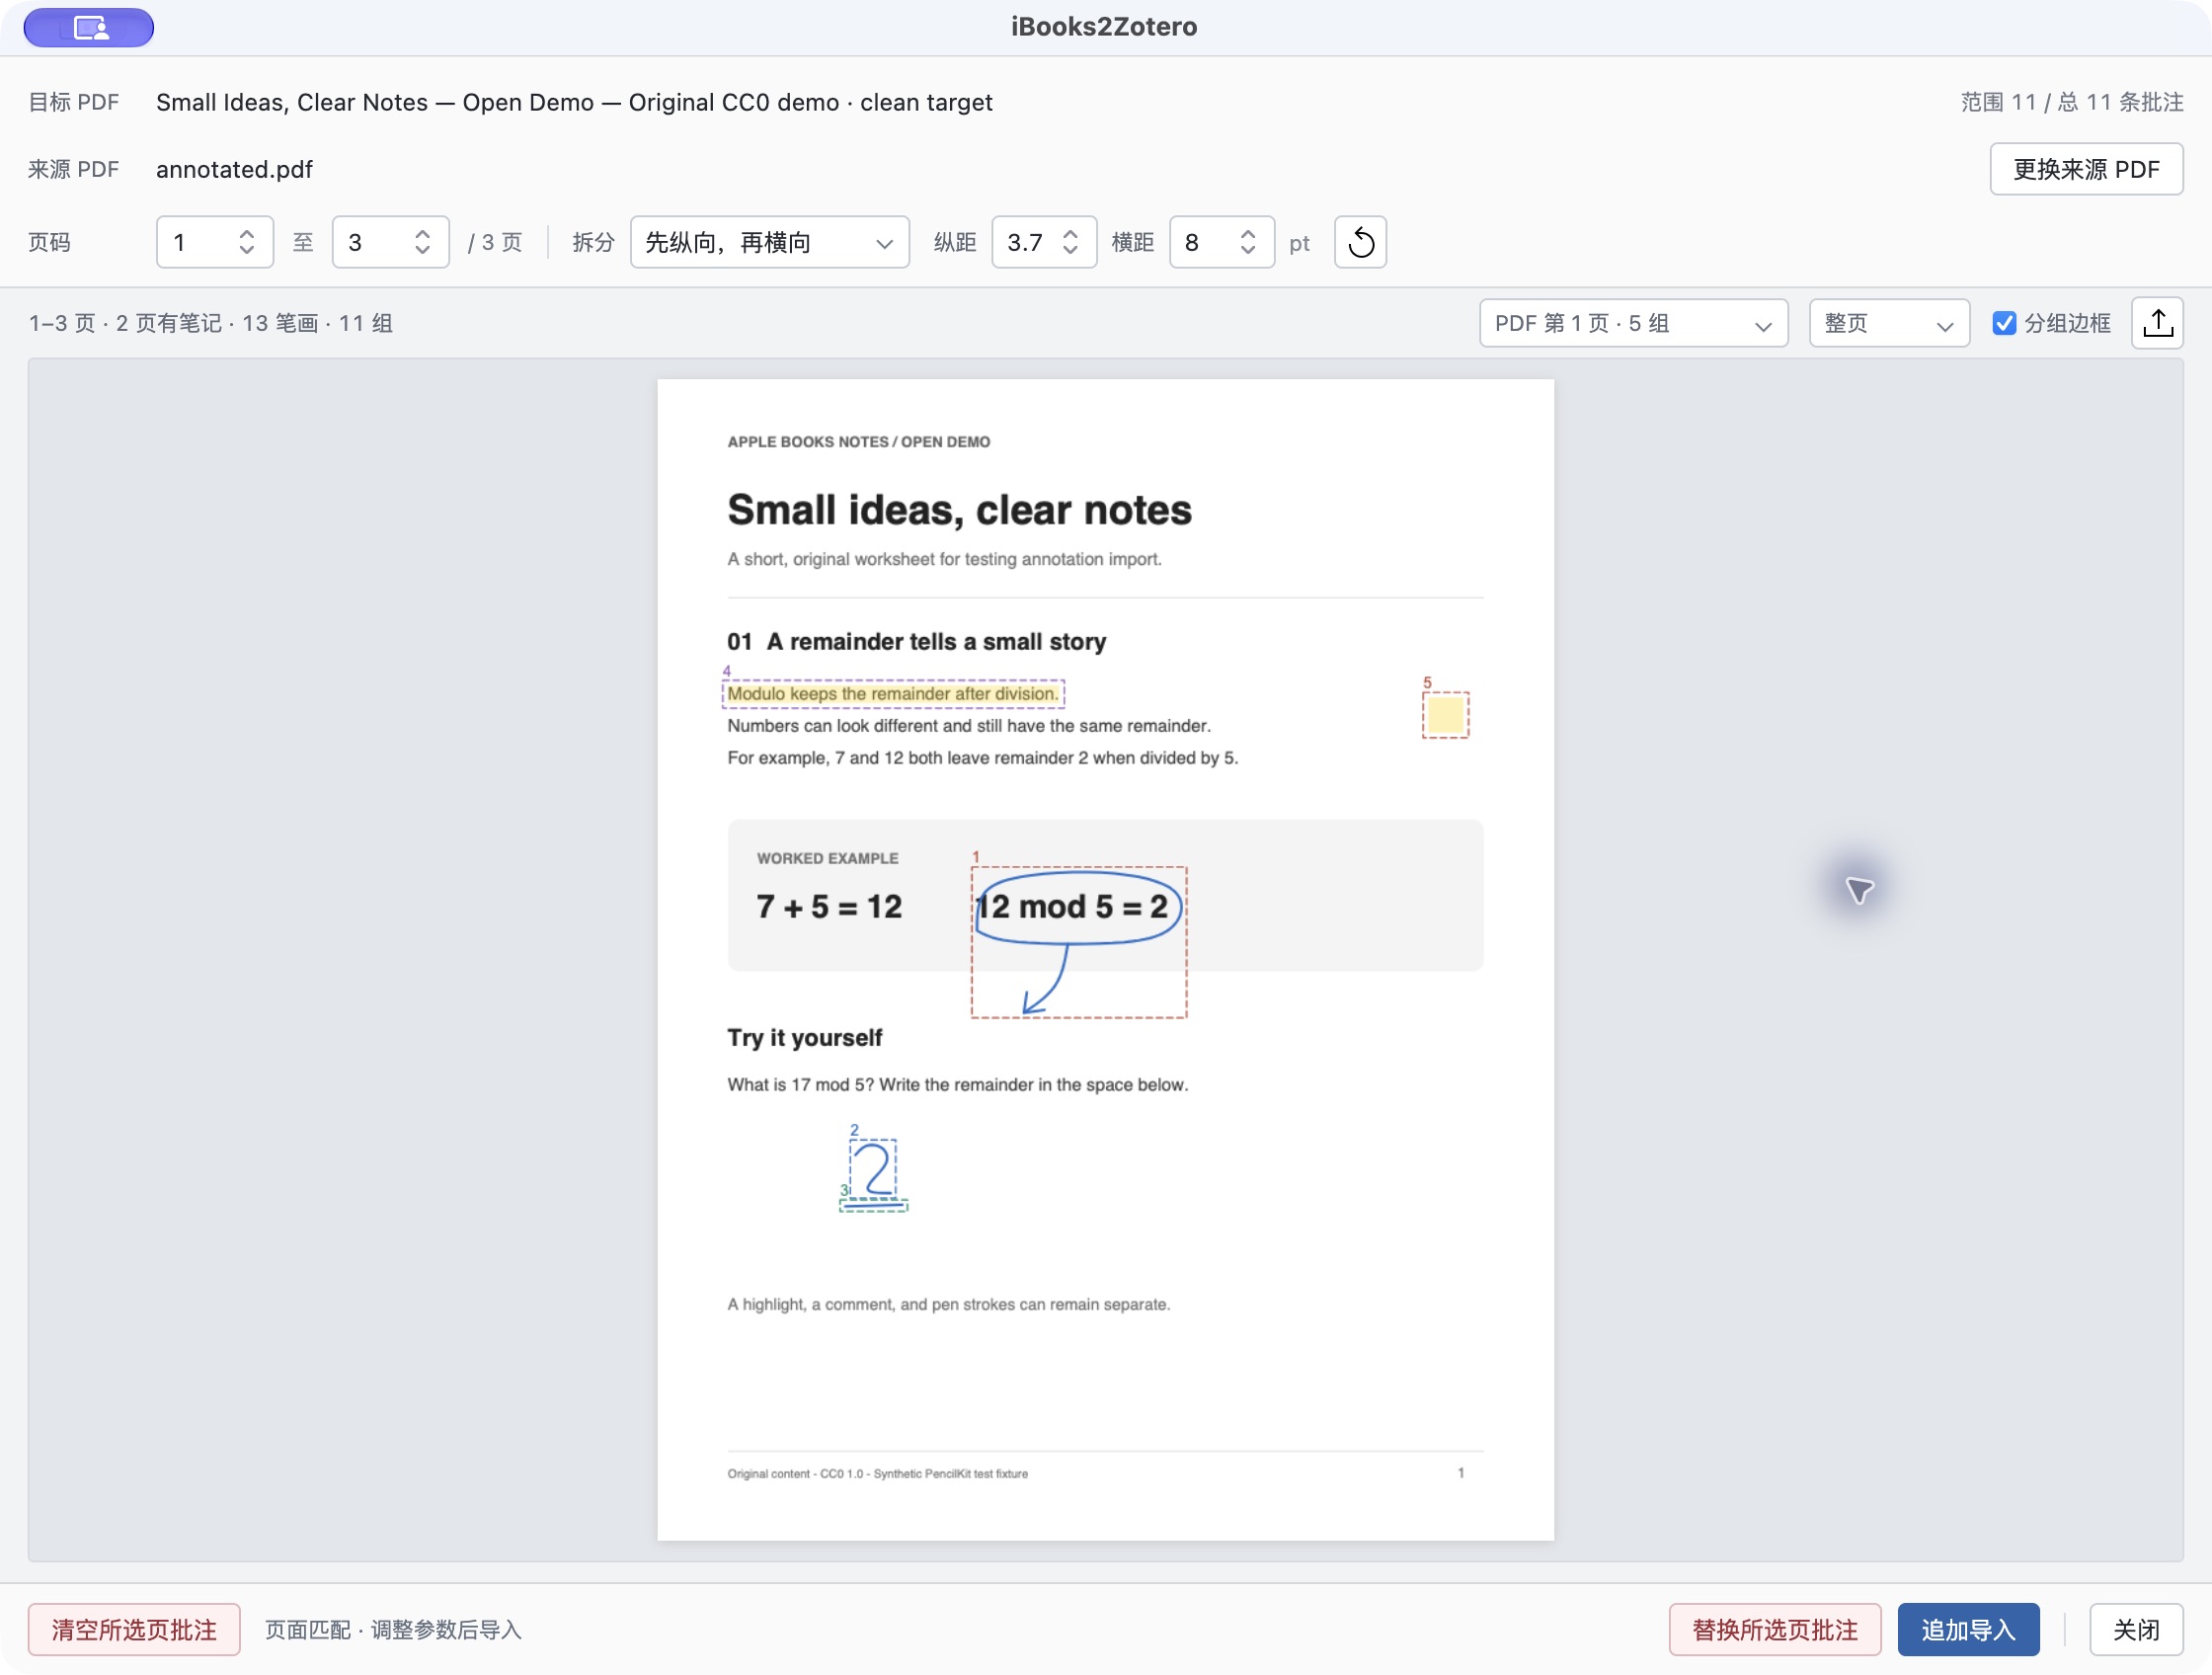 iBooks2Zotero
目标 PDF Small Ideas, Clear Notes — Open Demo — Original CC0 demo · clean target 范围 11 / 总 11 条批注
来源 PDF annotated.pdf 更换来源 PDF
页码 1 至 3 / 3 页 拆分 先纵向，再横向 纵距 3.7 横距 8 pt
1–3 页 · 2 页有笔记 · 13 笔画 · 11 组 PDF 第 1 页 · 5 组 整页 分组边框
APPLE BOOKS NOTES / OPEN DEMO
Small ideas, clear notes
A short, original worksheet for testing annotation import.
01 A remainder tells a small story
4
Modulo keeps the remainder after division.
5
Numbers can look different and still have the same remainder.
For example, 7 and 12 both leave remainder 2 when divided by 5.
WORKED EXAMPLE
1
7 + 5 = 12 12 mod 5 = 2
Try it yourself
What is 17 mod 5? Write the remainder in the space below.
2
2
3
A highlight, a comment, and pen strokes can remain separate.
Original content - CC0 1.0 - Synthetic PencilKit test fixture 1
清空所选页批注 页面匹配 · 调整参数后导入 替换所选页批注 追加导入 关闭